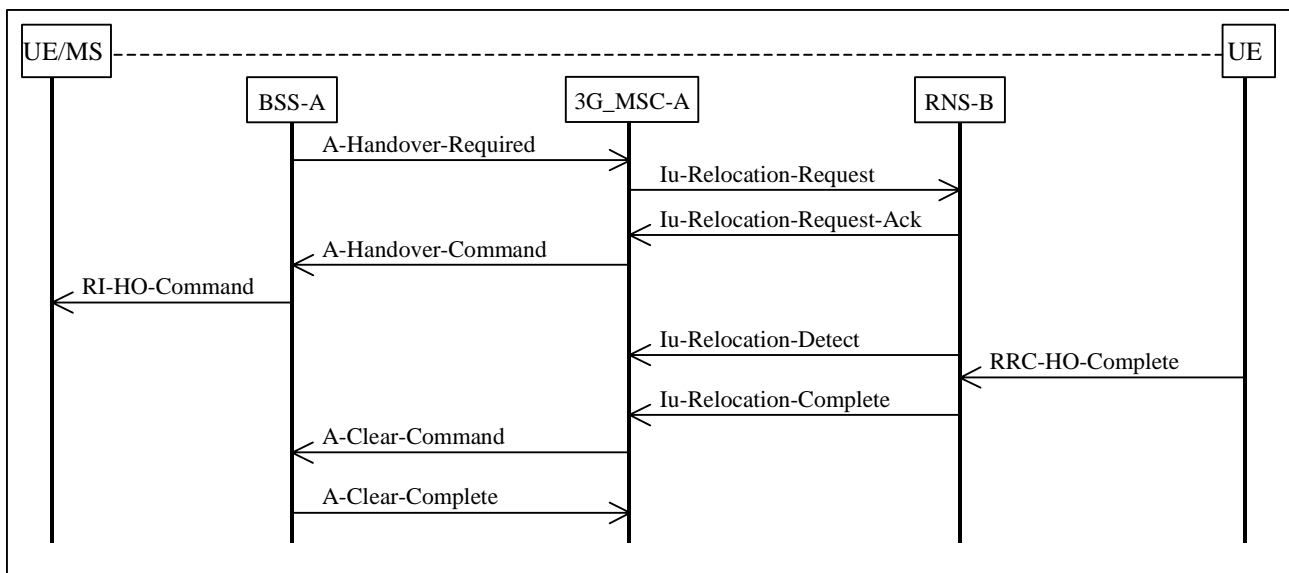 UE/MS
UE
BSS-A
3G_MSC-A
RNS-B
A-Handover-Required
Iu-Relocation-Request
Iu-Relocation-Request-Ack
A-Handover-Command
RI-HO-Command
Iu-Relocation-Detect
RRC-HO-Complete
Iu-Relocation-Complete
A-Clear-Command
A-Clear-Complete